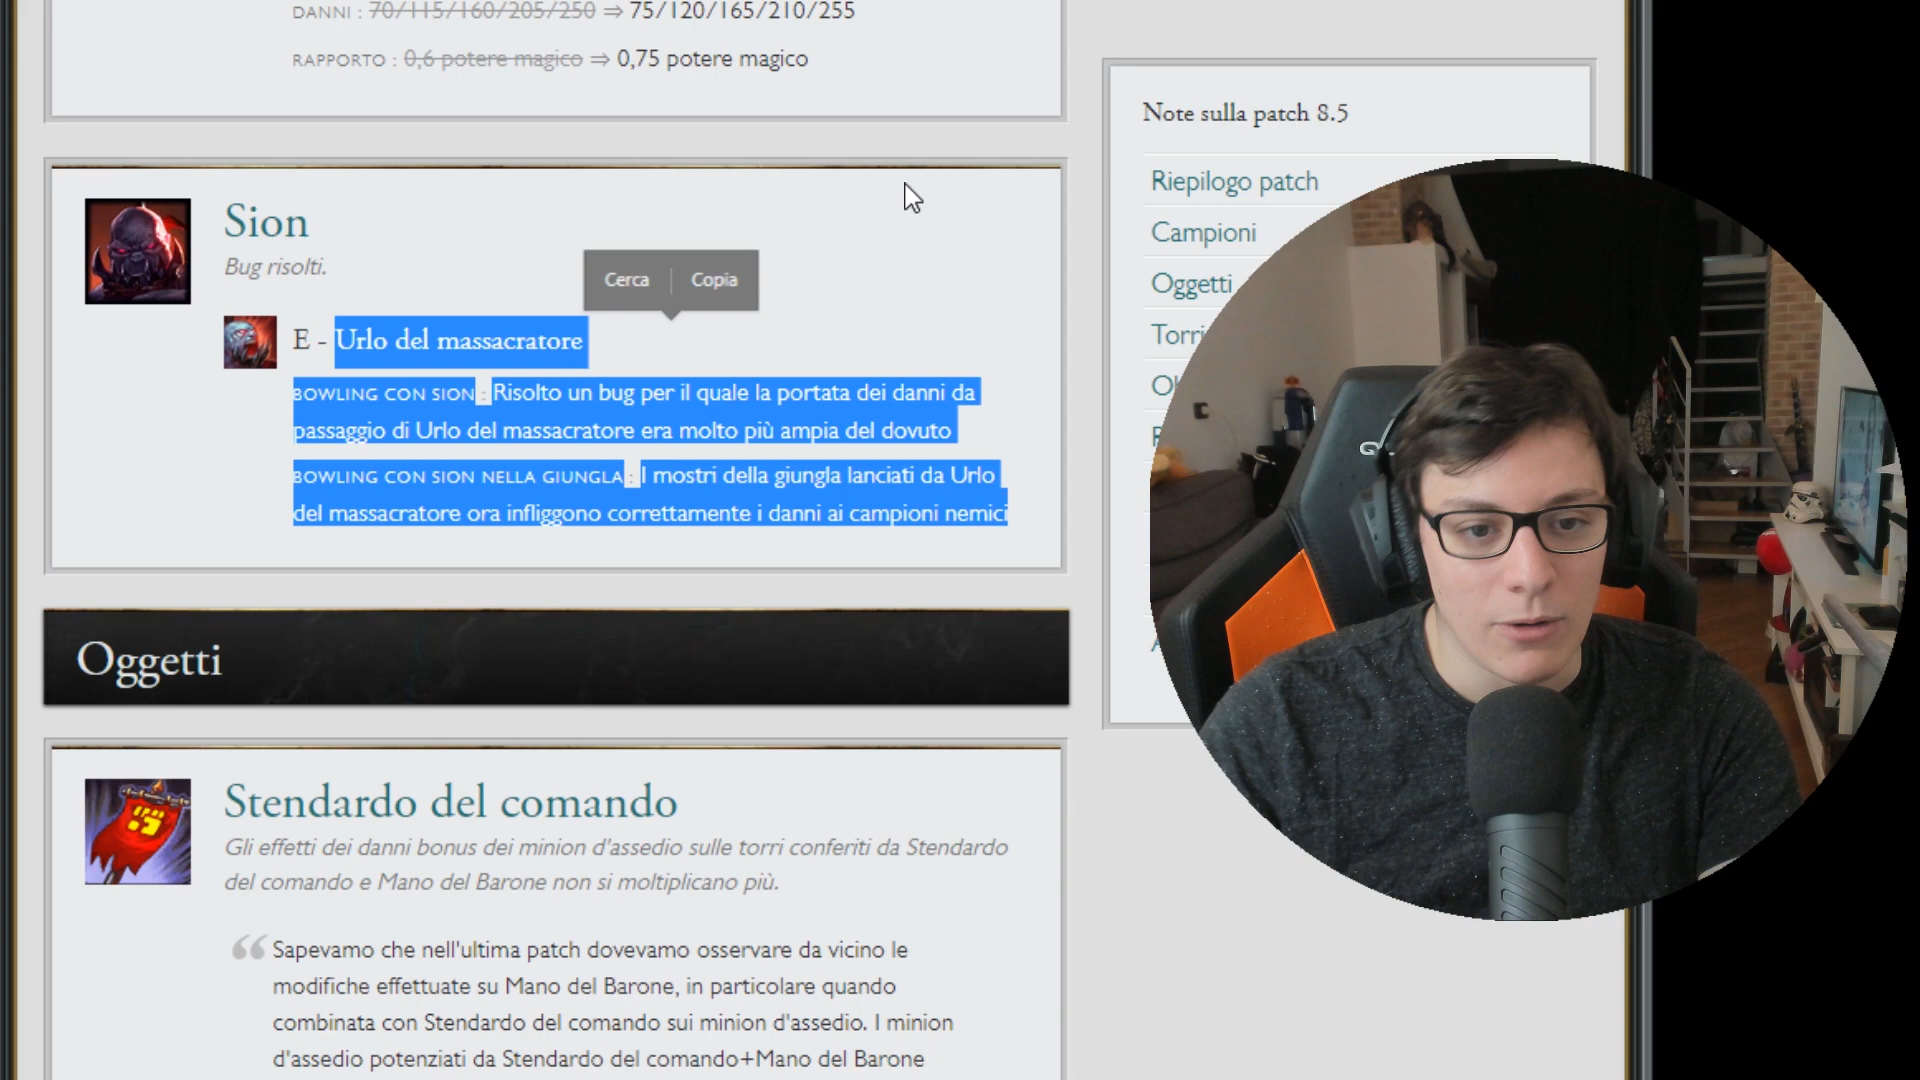 DANNI : 70/115/160/205/250 ⇒ 75/120/165/210/255
RAPPORTO : 0,6 potere magico ⇒ 0,75 potere magico
Sion
Bug risolti.
Cerca
Copia
E - Urlo del massacratore
BOWLING CON SION : Risolto un bug per il quale la portata dei danni da
passaggio di Urlo del massacratore era molto più ampia del dovuto
BOWLING CON SION NELLA GIUNGLA : I mostri della giungla lanciati da Urlo
del massacratore ora infliggono correttamente i danni ai campioni nemici
Oggetti
Stendardo del comando
Gli effetti dei danni bonus dei minion d'assedio sulle torri conferiti da Stendardo
del comando e Mano del Barone non si moltiplicano più.
“ Sapevamo che nell'ultima patch dovevamo osservare da vicino le
modifiche effettuate su Mano del Barone, in particolare quando
combinata con Stendardo del comando sui minion d'assedio. I minion
d'assedio potenziati da Stendardo del comando+Mano del Barone
Note sulla patch 8.5
Riepilogo patch
Campioni
Oggetti